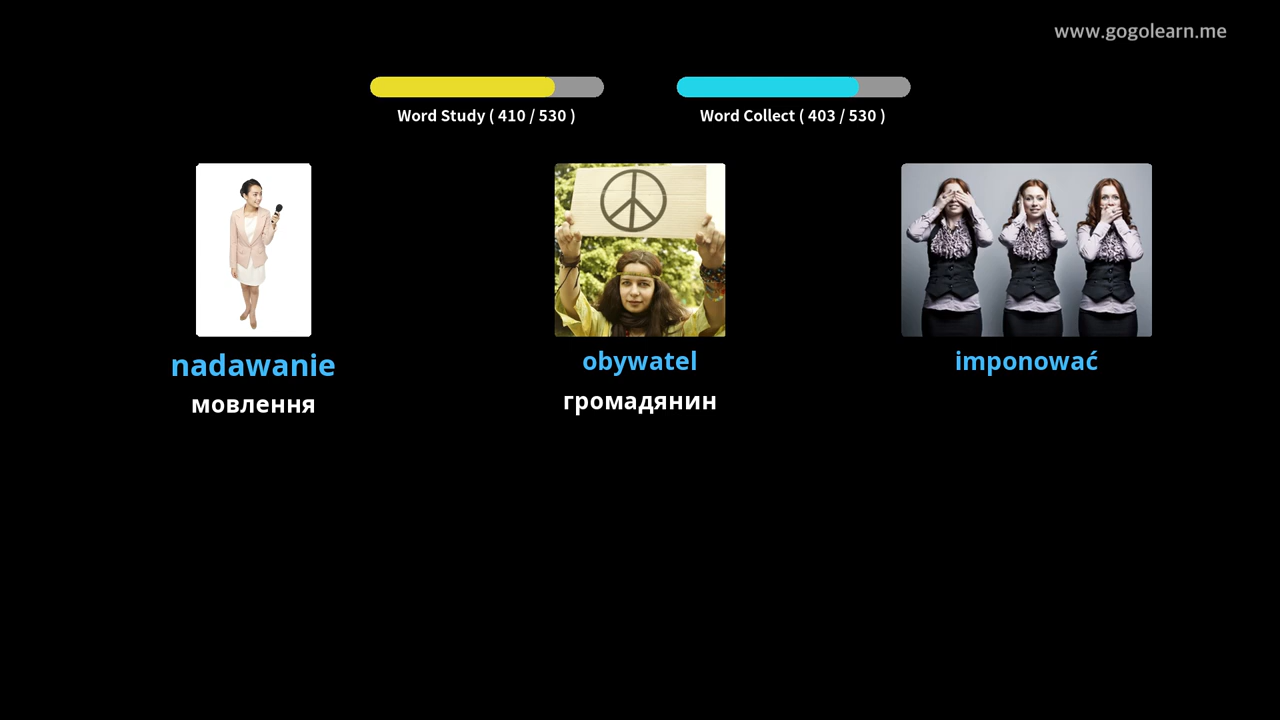 www.gogolearn.me
Word Study ( 410 / 530 )
Word Collect ( 403 / 530 )
nadawanie
мовлення
obywatel
громадянин
imponować